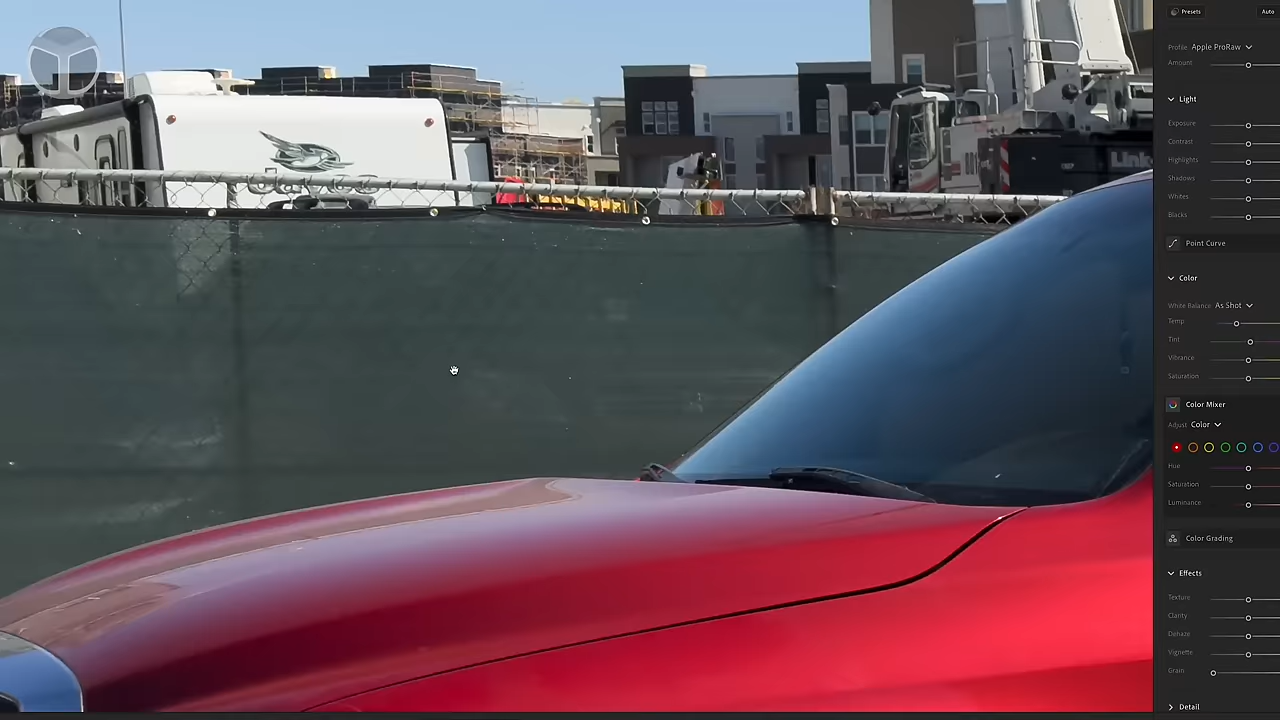 Presets
Auto
Profile Apple ProRaw
Amount
Light
Exposure
Contrast
Highlights
Shadows
Whites
Blacks
Point Curve
Color
White Balance As Shot
Temp
Tint
Vibrance
Saturation
Color Mixer
Adjust Color
Hue
Saturation
Luminance
Color Grading
Effects
Texture
Clarity
Dehaze
Vignette
Grain
Detail
Link